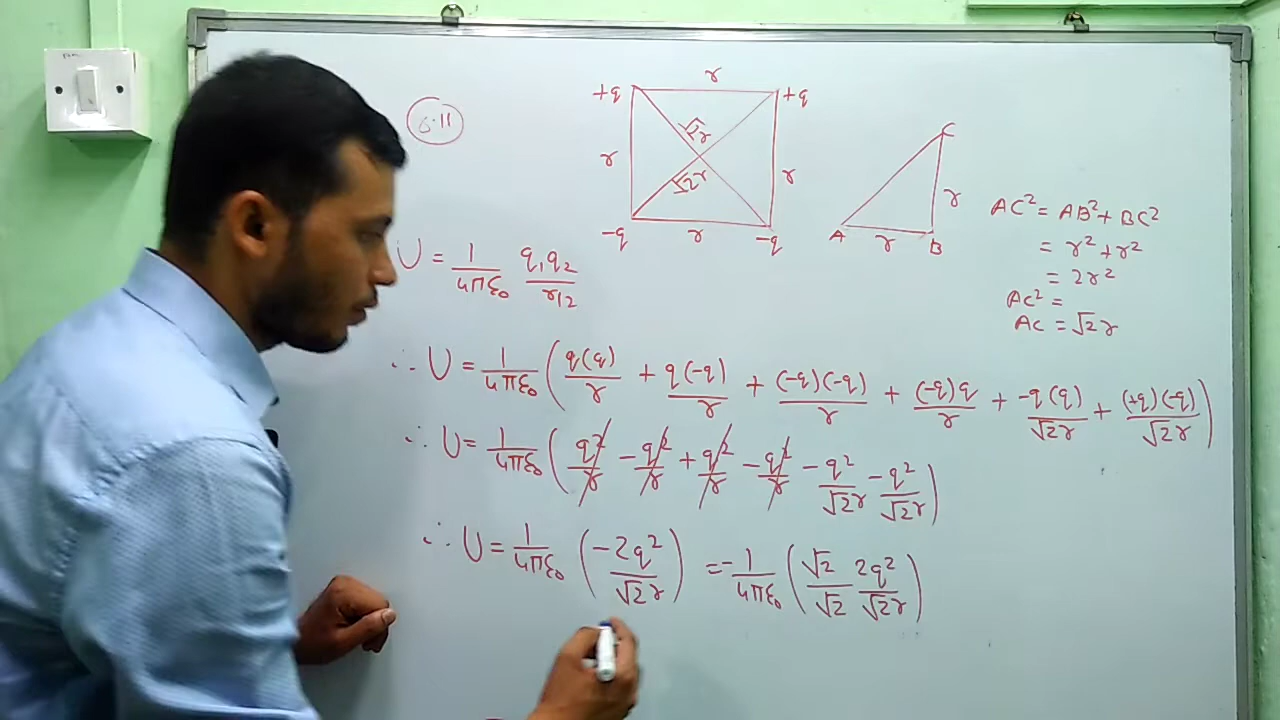 6.11
r
+q +q
√2r
r r
√2r
-q r -q
C
r
A r B
AC² = AB² + BC²
= r² + r²
= 2r²
AC² =
AC = √2r
U = 1/4πε₀ q₁q₂/r₁₂
∴ U = 1/4πε₀ (q(q)/r + q(-q)/r + (-q)(-q)/r + (-q)q/r + -q(q)/√2r + (+q)(-q)/√2r)
∴ U = 1/4πε₀ (q²/r - q²/r + q²/r - q²/r - q²/√2r - q²/√2r)
∴ U = 1/4πε₀ (-2q²/√2r) = -1/4πε₀ (√2/√2 2q²/√2r)